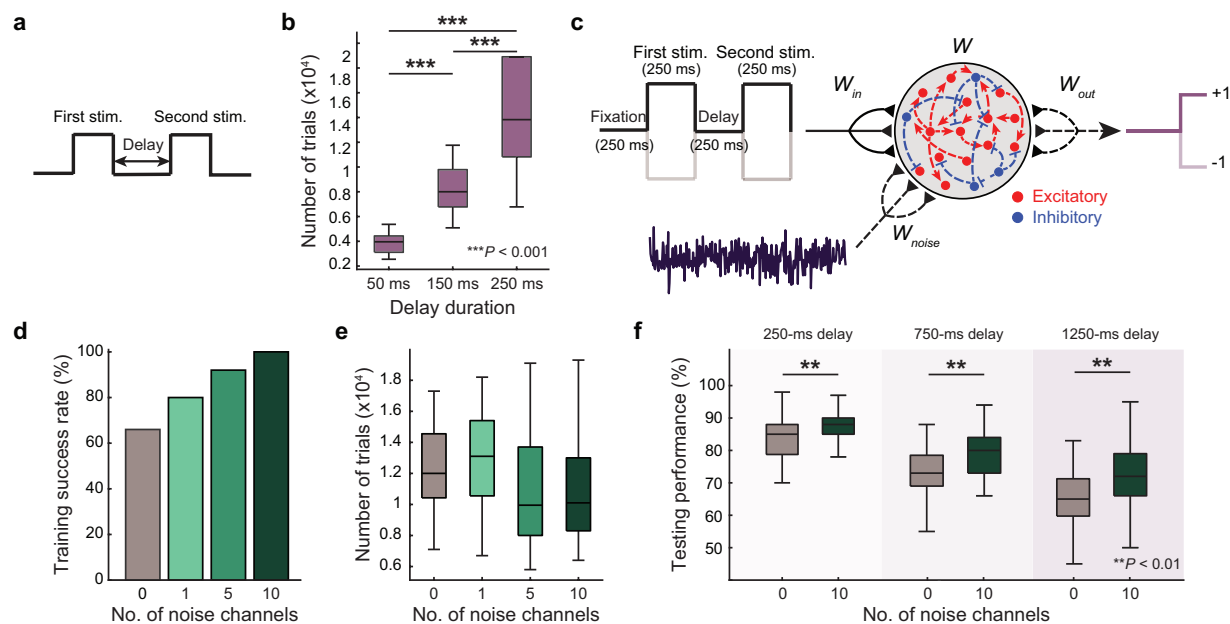 a
First stim.
Second stim.
Delay
b
Number of trials (x10⁴)
2
1.8
1.6
1.4
1.2
1
0.8
0.6
0.4
0.2
***
***
***
***P < 0.001
50 ms
150 ms
250 ms
Delay duration
c
First stim.
(250 ms)
Second stim.
(250 ms)
Fixation
(250 ms)
Delay
(250 ms)
W
Win
Wout
Wnoise
Excitatory
Inhibitory
+1
-1
d
Training success rate (%)
100
80
60
40
20
0
0
1
5
10
No. of noise channels
e
Number of trials (x10⁴)
1.8
1.6
1.4
1.2
1
0.8
0.6
0
1
5
10
No. of noise channels
f
250-ms delay
750-ms delay
1250-ms delay
Testing performance (%)
100
90
80
70
60
50
**
**
**
**P < 0.01
0
10
0
10
0
10
No. of noise channels